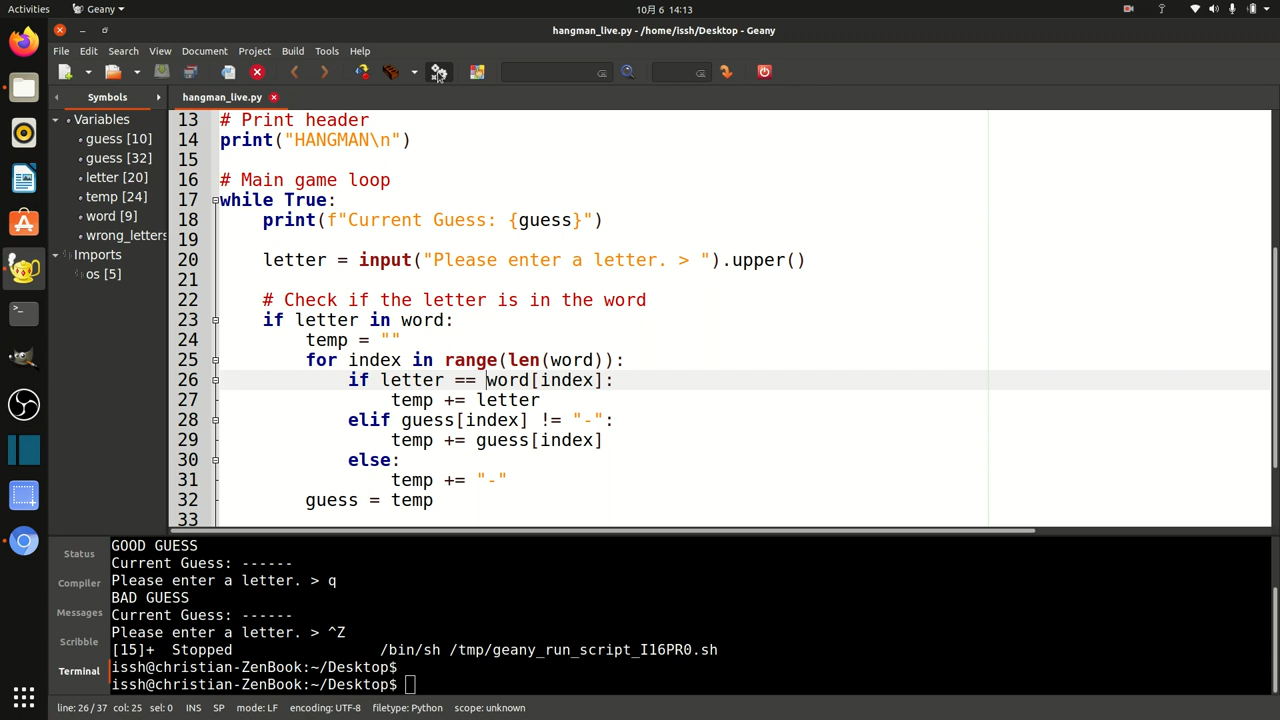 Activities
Geany
10月 6 14:13
hangman_live.py - /home/issh/Desktop - Geany
File Edit Search View Document Project Build Tools Help
Symbols
hangman_live.py
Variables
guess [10]
guess [32]
letter [20]
temp [24]
word [9]
wrong_letters
Imports
os [5]
13 # Print header
14 print("HANGMAN\n")
15
16 # Main game loop
17 while True:
18 print(f"Current Guess: {guess}")
19
20 letter = input("Please enter a letter. > ").upper()
21
22 # Check if the letter is in the word
23 if letter in word:
24 temp = ""
25 for index in range(len(word)):
26 if letter == word[index]:
27 temp += letter
28 elif guess[index] != "-":
29 temp += guess[index]
30 else:
31 temp += "-"
32 guess = temp
33
Status
Compiler
Messages
Scribble
Terminal
GOOD GUESS
Current Guess: ------
Please enter a letter. > q
BAD GUESS
Current Guess: ------
Please enter a letter. > ^Z
[15]+ Stopped /bin/sh /tmp/geany_run_script_I16PR0.sh
issh@christian-ZenBook:~/Desktop$
issh@christian-ZenBook:~/Desktop$
line: 26 / 37 col: 25 sel: 0 INS SP mode: LF encoding: UTF-8 filetype: Python scope: unknown